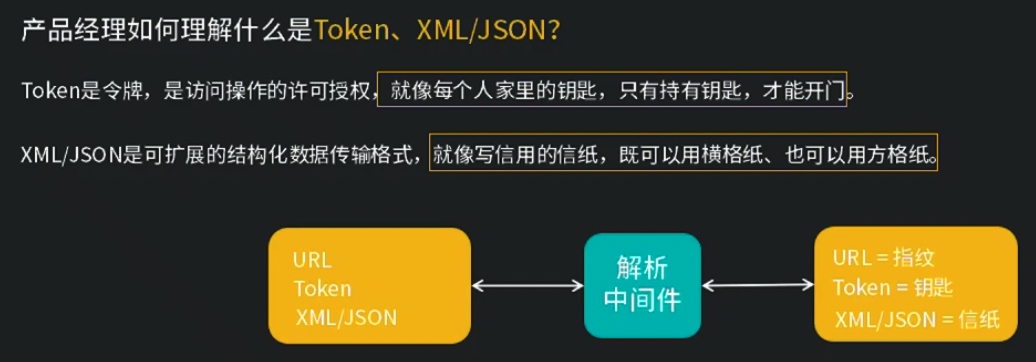 产品经理如何理解什么是Token、XML/JSON?
Token是令牌，是访问操作的许可授权，就像每个人家里的钥匙，只有持有钥匙，才能开门。
XML/JSON是可扩展的结构化数据传输格式，就像写信用的信纸，既可以用横格纸、也可以用方格纸。
URL
Token
XML/JSON
解析
中间件
URL = 指纹
Token = 钥匙
XML/JSON = 信纸